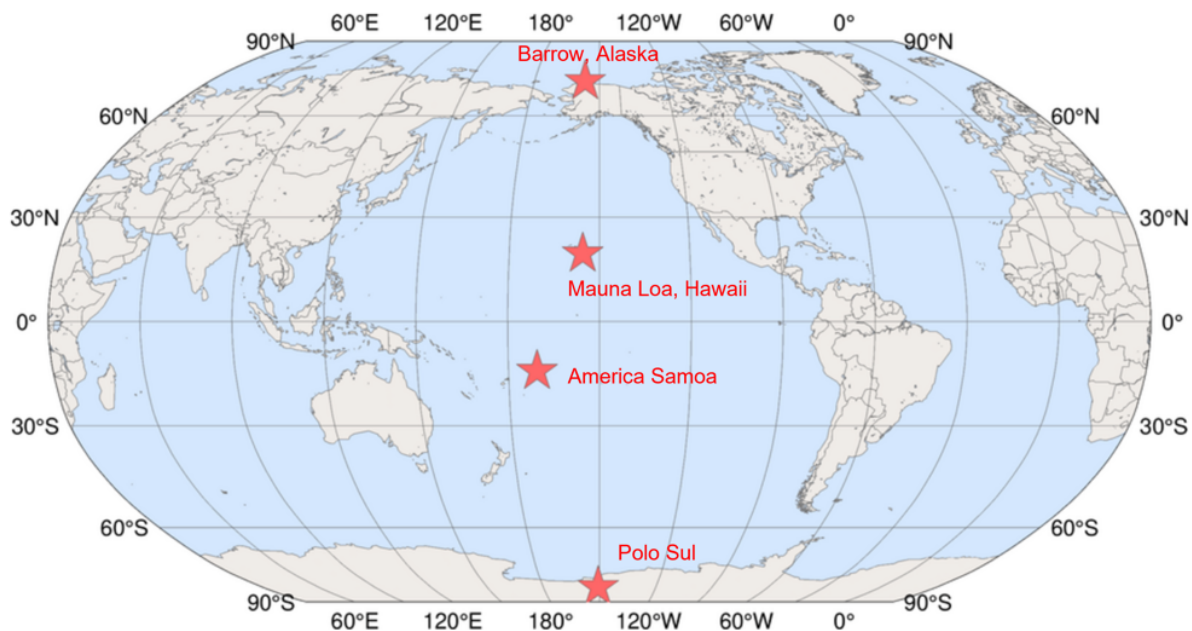 60°E 120°E 180° 120°W 60°W 0°
90°N 90°N
Barrow, Alaska
60°N 60°N
30°N 30°N
Mauna Loa, Hawaii
0° 0°
America Samoa
30°S 30°S
60°S 60°S
Polo Sul
90°S 90°S
60°E 120°E 180° 120°W 60°W 0°